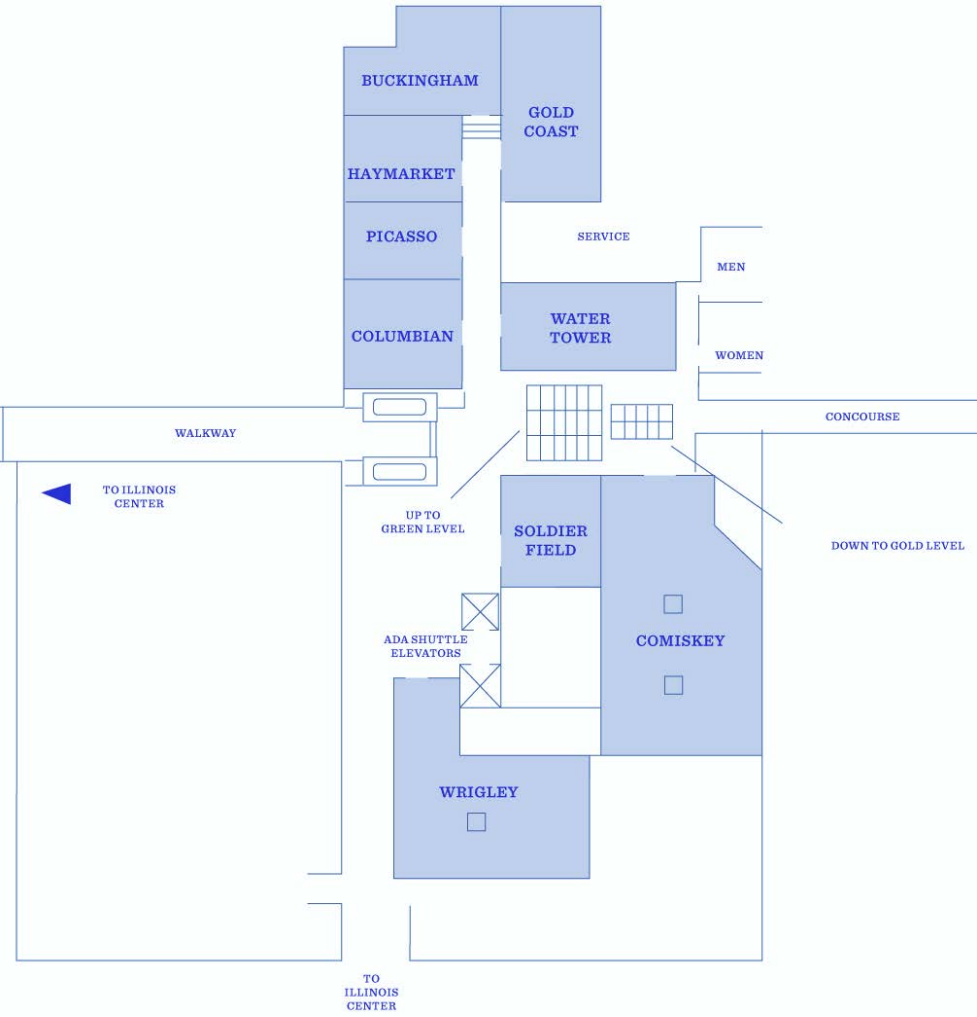 BUCKINGHAM
GOLD
COAST
HAYMARKET
PICASSO
SERVICE
MEN
COLUMBIAN
WATER
TOWER
WOMEN
WALKWAY
CONCOURSE
TO ILLINOIS
CENTER
UP TO
GREEN LEVEL
SOLDIER
FIELD
DOWN TO GOLD LEVEL
ADA SHUTTLE
ELEVATORS
COMISKEY
WRIGLEY
TO
ILLINOIS
CENTER